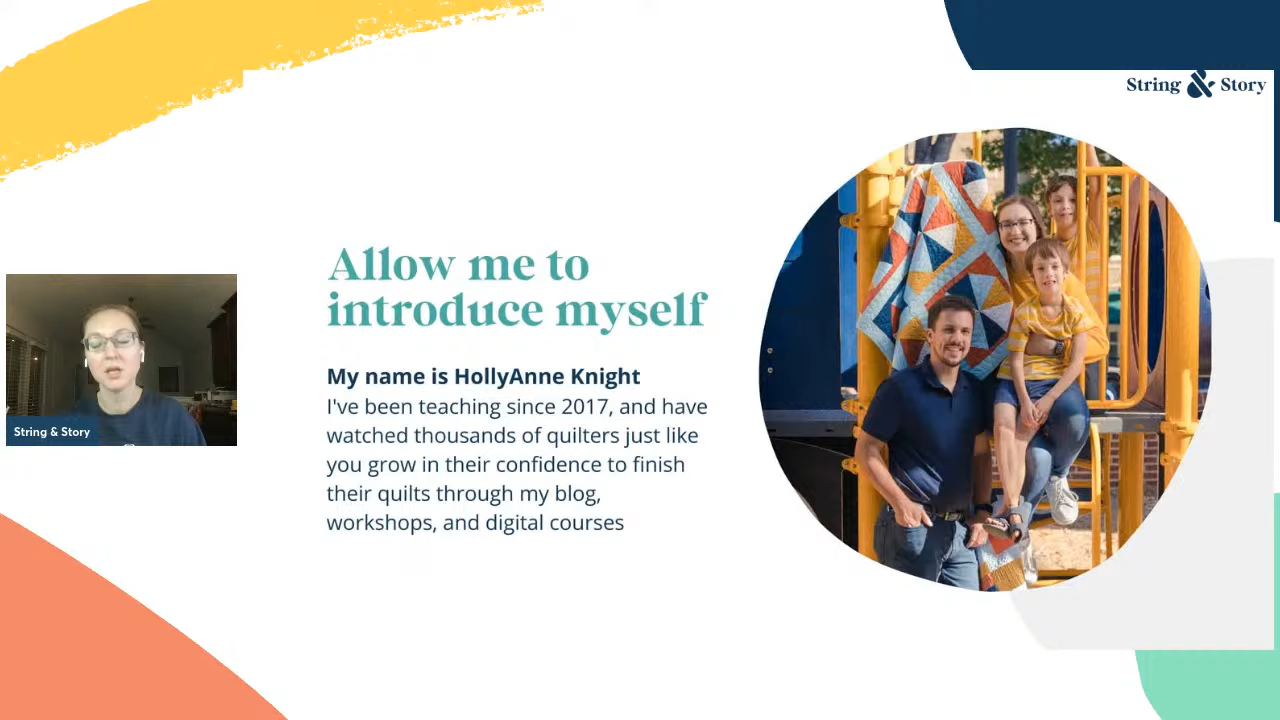 String & Story
Allow me to
introduce myself
My name is HollyAnne Knight
I've been teaching since 2017, and have
watched thousands of quilters just like
you grow in their confidence to finish
their quilts through my blog,
workshops, and digital courses
String & Story